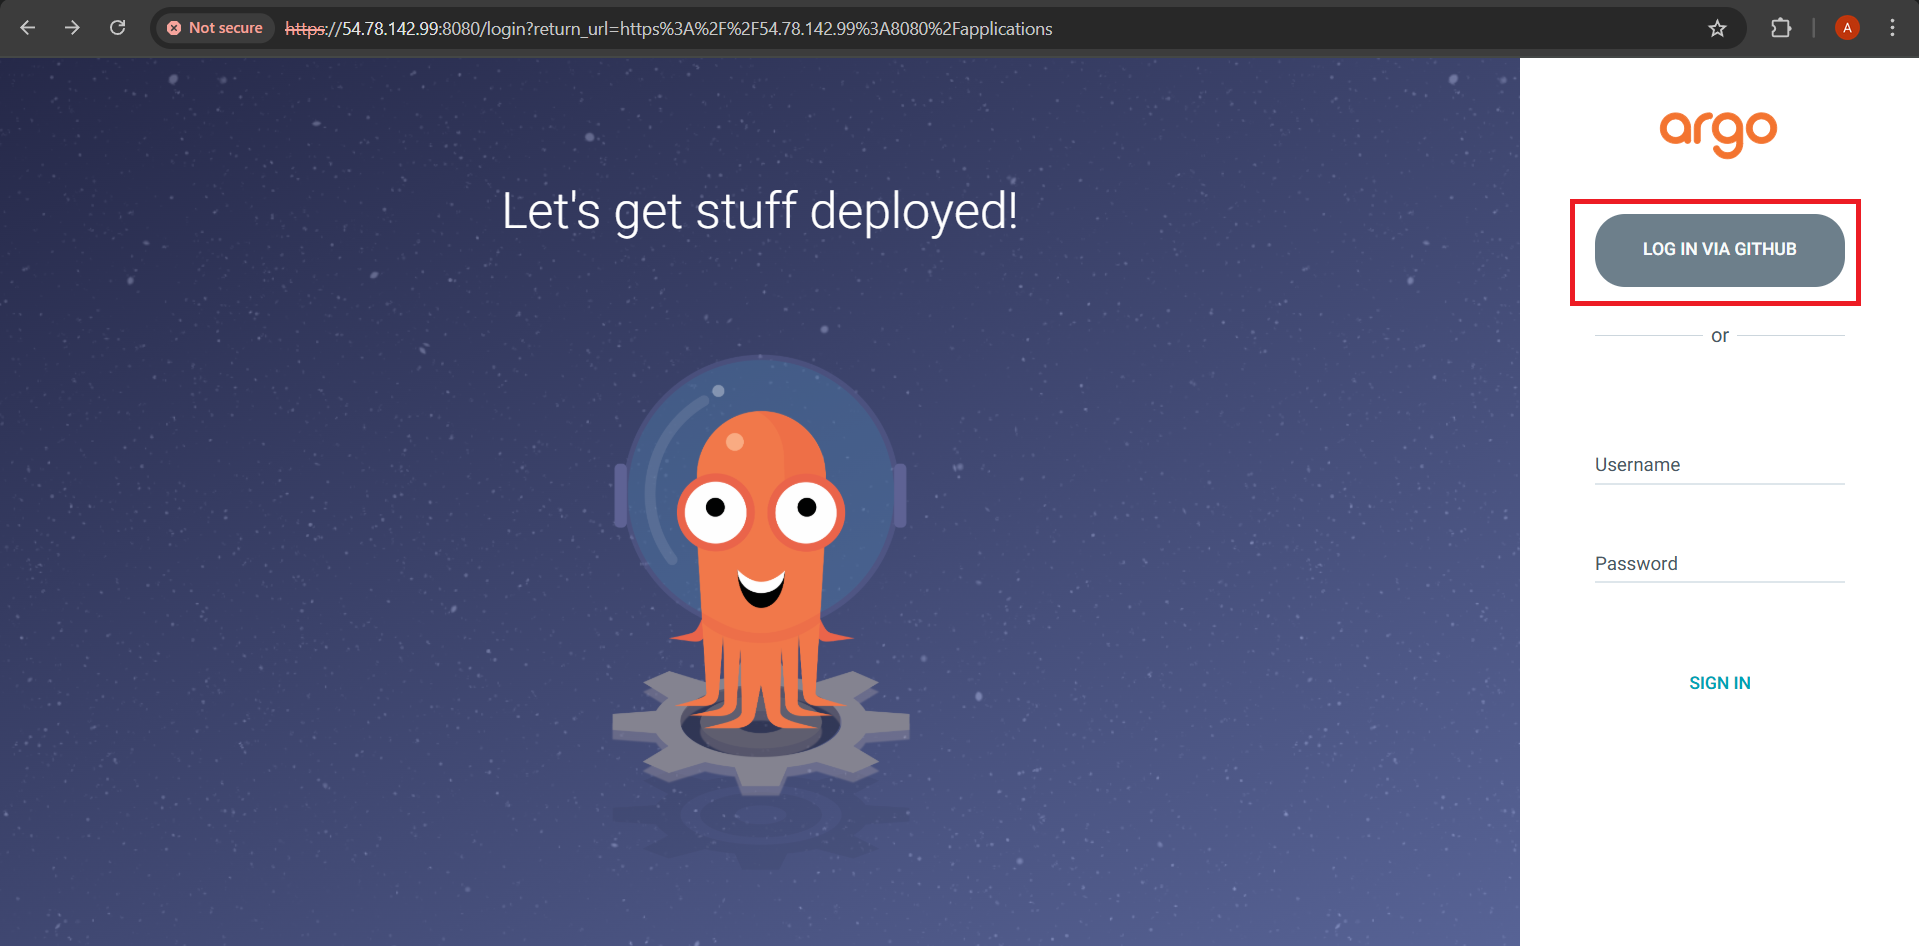 Not secure
https://54.78.142.99:8080/login?return_url=https%3A%2F%2F54.78.142.99%3A8080%2Fapplications
A
Let's get stuff deployed!
argo
LOG IN VIA GITHUB
or
Username
Password
SIGN IN